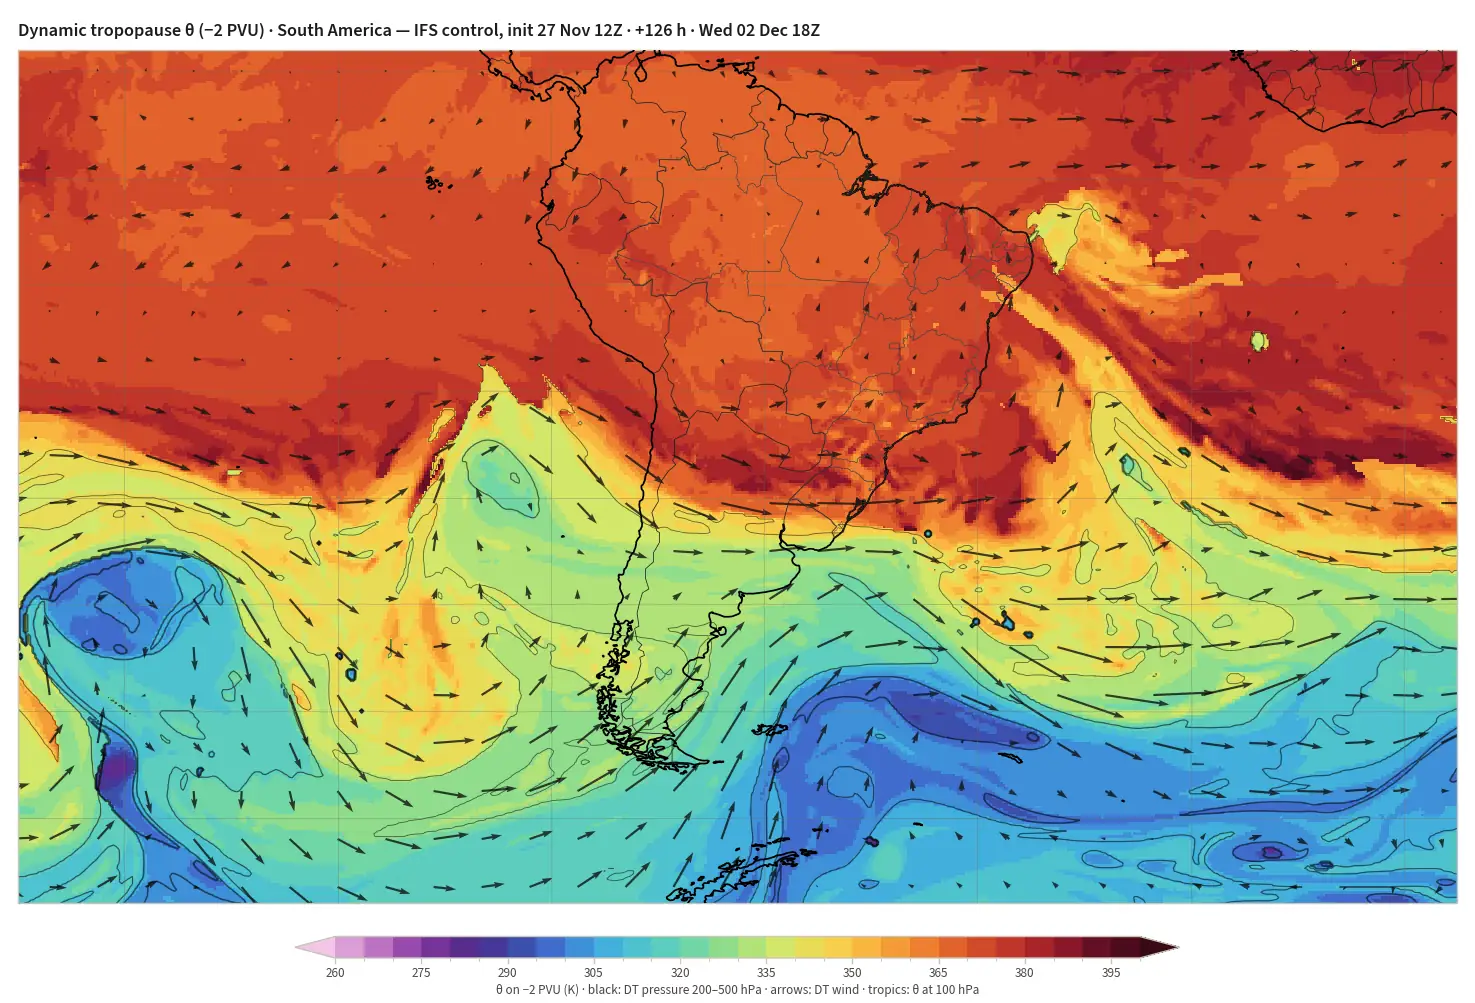 Dynamic tropopause θ (−2 PVU) · South America — IFS control, init 27 Nov 12Z · +126 h · Wed 02 Dec 18Z
260 275 290 305 320 335 350 365 380 395
θ on −2 PVU (K) · black: DT pressure 200–500 hPa · arrows: DT wind · tropics: θ at 100 hPa